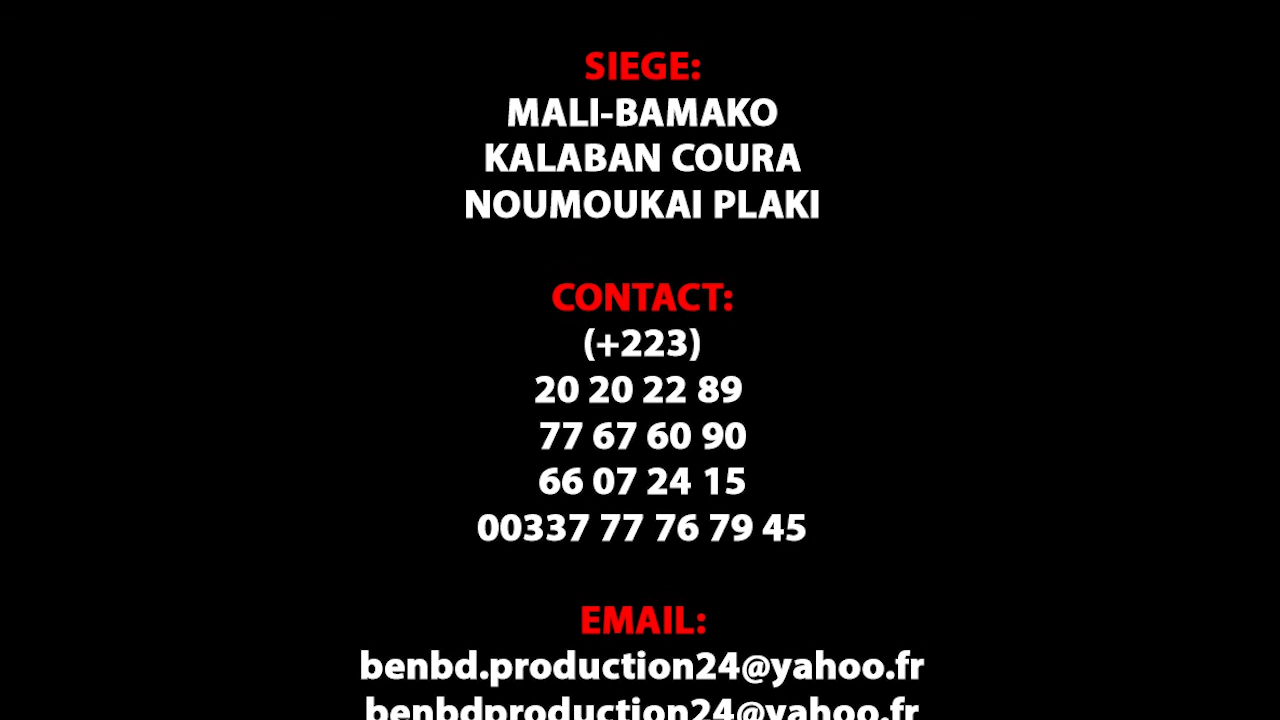 SIEGE:
MALI-BAMAKO
KALABAN COURA
NOUMOUKAI PLAKI
CONTACT:
(+223)
20 20 22 89
77 67 60 90
66 07 24 15
00337 77 76 79 45
EMAIL:
benbd.production24@yahoo.fr
benbdproduction24@yahoo.fr